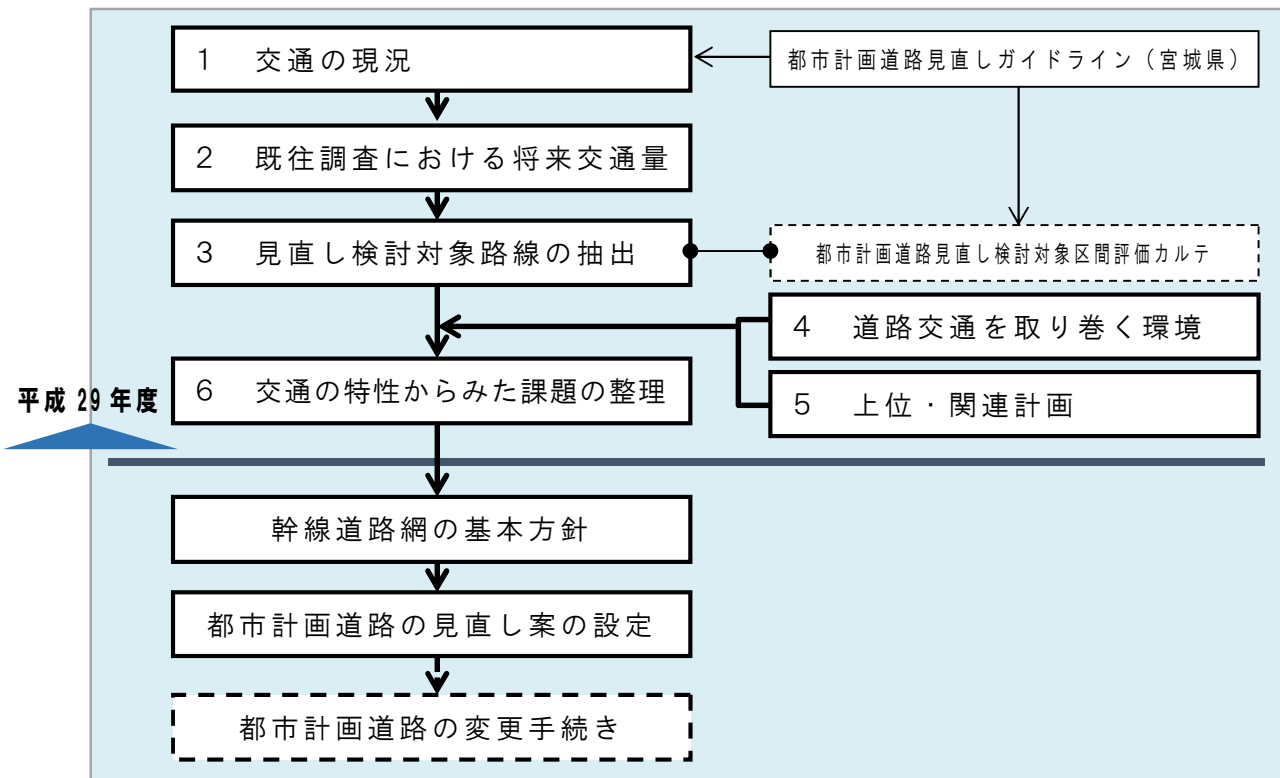 １　交通の現況
都市計画道路見直しガイドライン（宮城県）
２　既往調査における将来交通量
３　見直し検討対象路線の抽出
都市計画道路見直し検討対象区間評価カルテ
４　道路交通を取り巻く環境
６　交通の特性からみた課題の整理
５　上位・関連計画
平成 29 年度
幹線道路網の基本方針
都市計画道路の見直し案の設定
都市計画道路の変更手続き